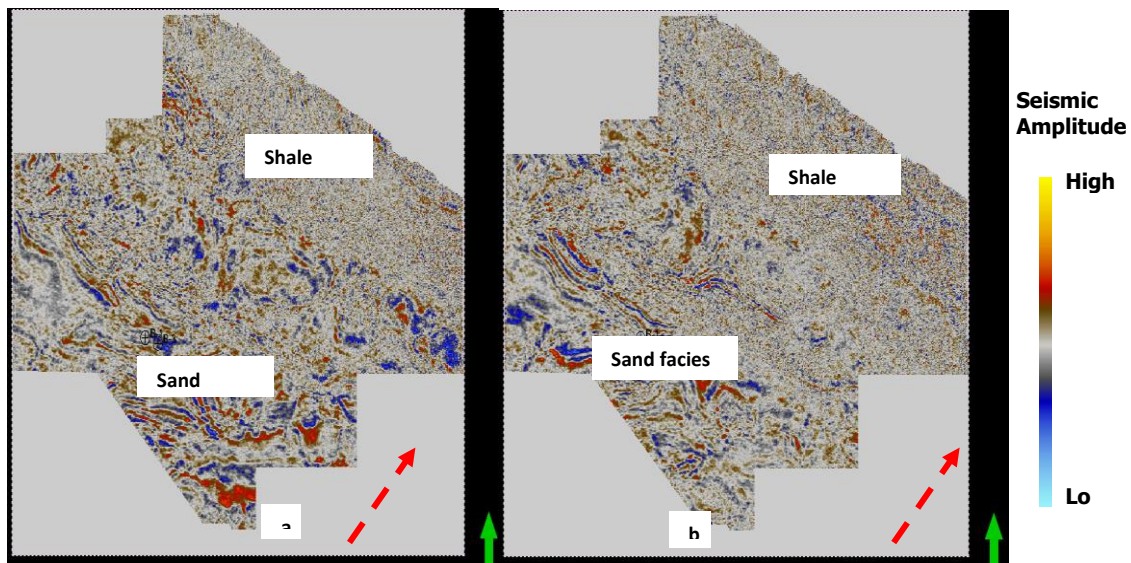 Shale
Sand
a
Shale
Sand facies
b
Seismic
Amplitude
High
Lo